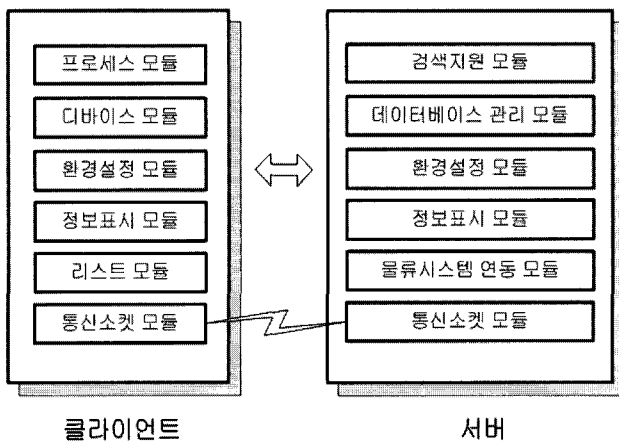 프로세스 모듈
디바이스 모듈
환경설정 모듈
정보표시 모듈
리스트 모듈
통신소켓 모듈
클라이언트
검색지원 모듈
데이터베이스 관리 모듈
환경설정 모듈
정보표시 모듈
물류시스템 연동 모듈
통신소켓 모듈
서버